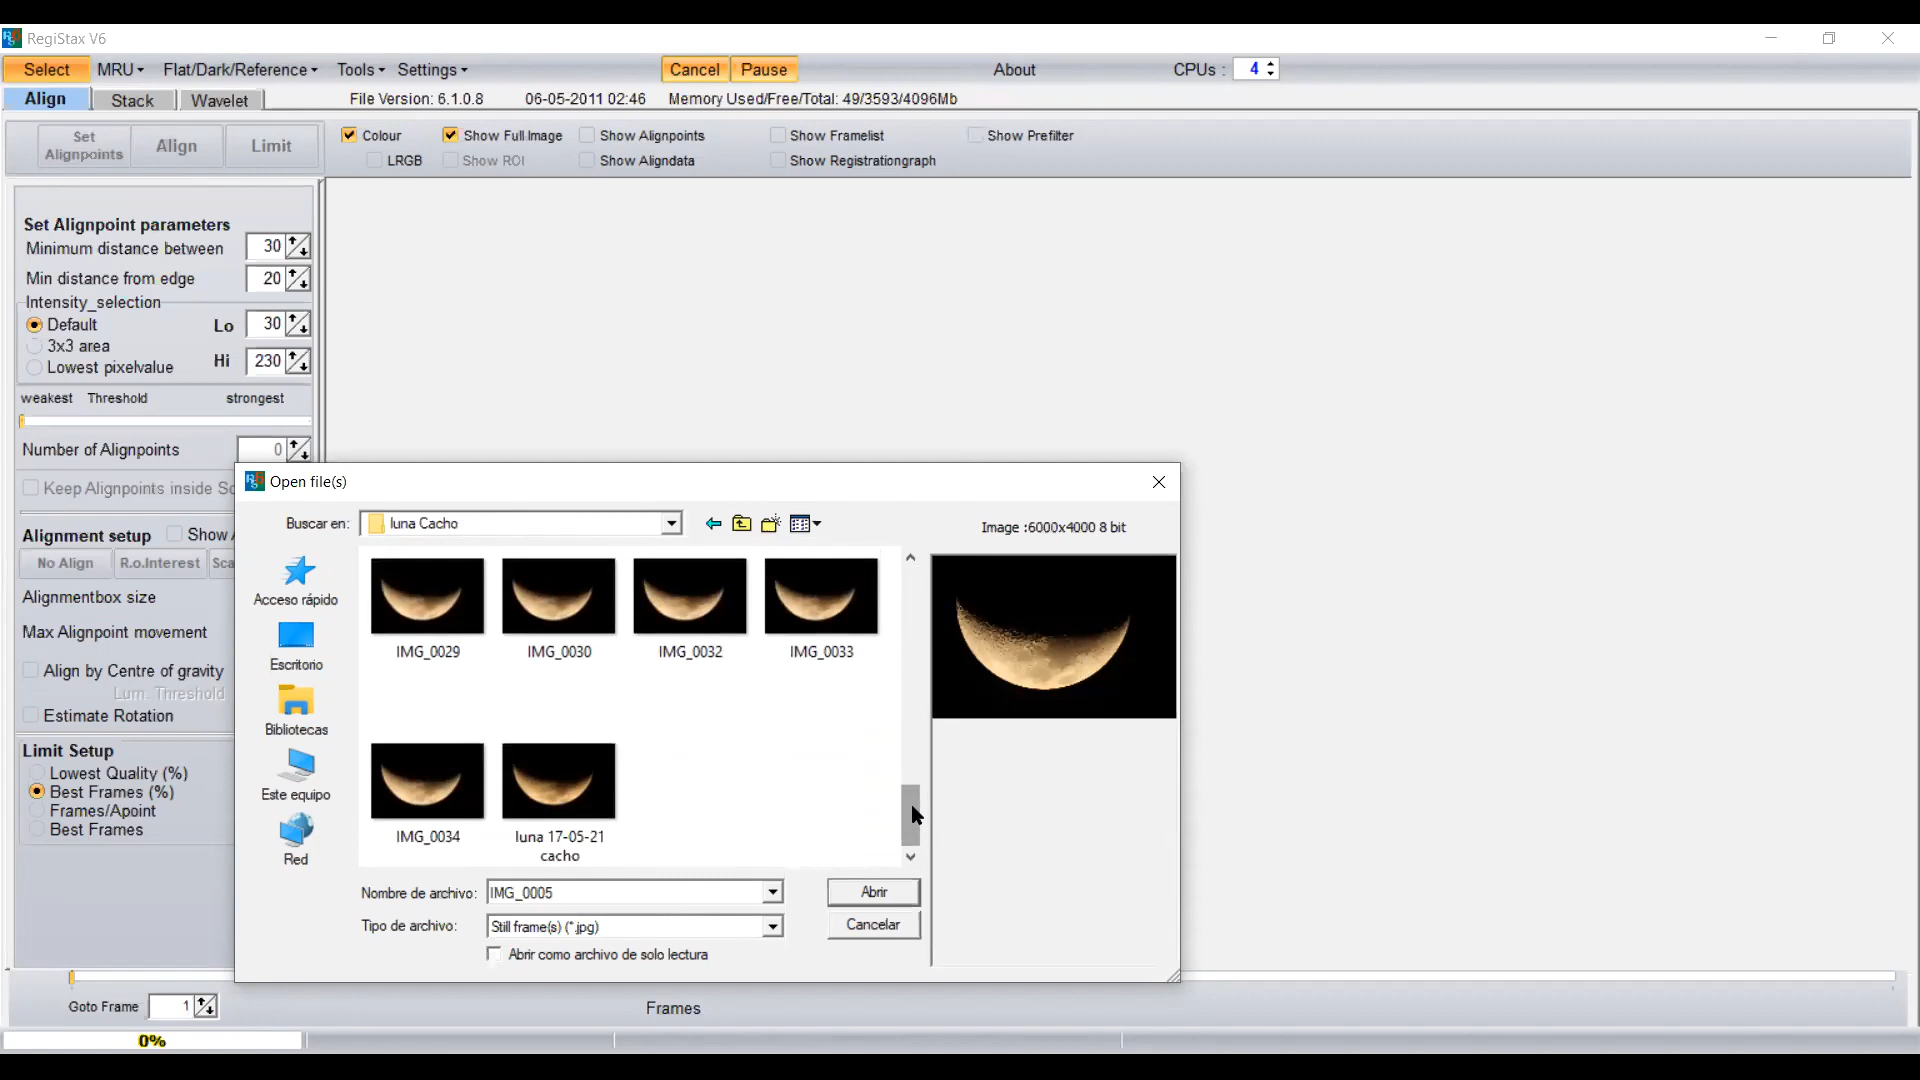 RegiStax V6
Select MRU Flat/Dark/Reference Tools Settings Cancel Pause About CPUs : 4
Align Stack Wavelet File Version: 6.1.0.8 06-05-2011 02:46 Memory Used/Free/Total: 49/3593/4096Mb
Set Alignpoints Align Limit
Colour Show Full Image Show Alignpoints Show Framelist Show Prefilter
LRGB Show ROI Show Aligndata Show Registrationgraph
Set Alignpoint parameters
Minimum distance between 30
Min distance from edge 20
Intensity_selection
Default Lo 30
3x3 area
Lowest pixelvalue Hi 230
weakest Threshold strongest
Number of Alignpoints 0
Keep Alignpoints inside
Alignment setup Show
No Align R.o.Interest
Alignmentbox size
Max Alignpoint movement
Align by Centre of gravity
Lum. Threshold
Estimate Rotation
Limit Setup
Lowest Quality (%)
Best Frames (%)
Frames/Apoint
Best Frames
Open file(s)
Buscar en: luna Cacho
Image :6000x4000 8 bit
Acceso rápido
Escritorio
Bibliotecas
Este equipo
Red
IMG_0029 IMG_0030 IMG_0032 IMG_0033
IMG_0034 luna 17-05-21
cacho
Nombre de archivo: IMG_0005 Abrir
Tipo de archivo: Still frame(s) (*.jpg) Cancelar
Abrir como archivo de solo lectura
Goto Frame 1 Frames
0%